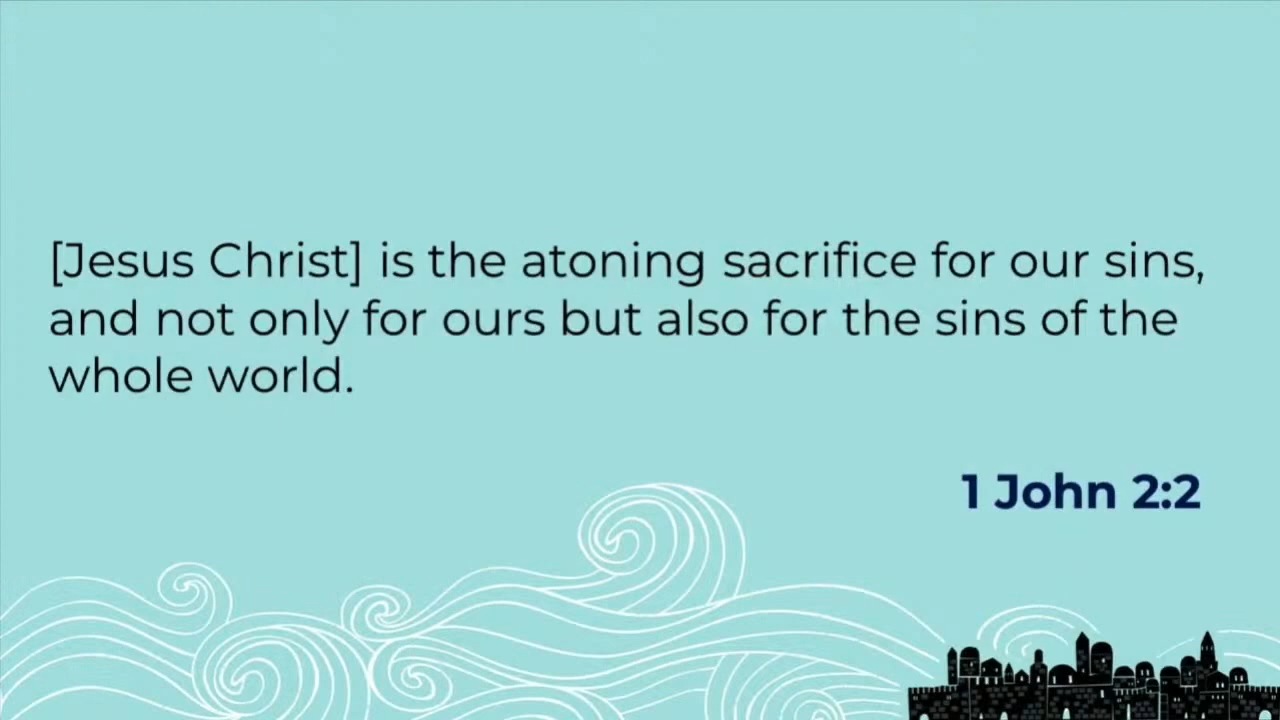 [Jesus Christ] is the atoning sacrifice for our sins,
and not only for ours but also for the sins of the
whole world.
1 John 2:2